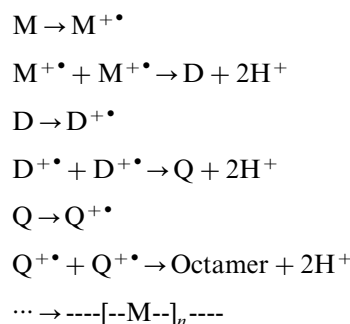 M → M⁺•
M⁺• + M⁺• → D + 2H⁺
D → D⁺•
D⁺• + D⁺• → Q + 2H⁺
Q → Q⁺•
Q⁺• + Q⁺• → Octamer + 2H⁺
⋯ → ----[--M--]ₙ----